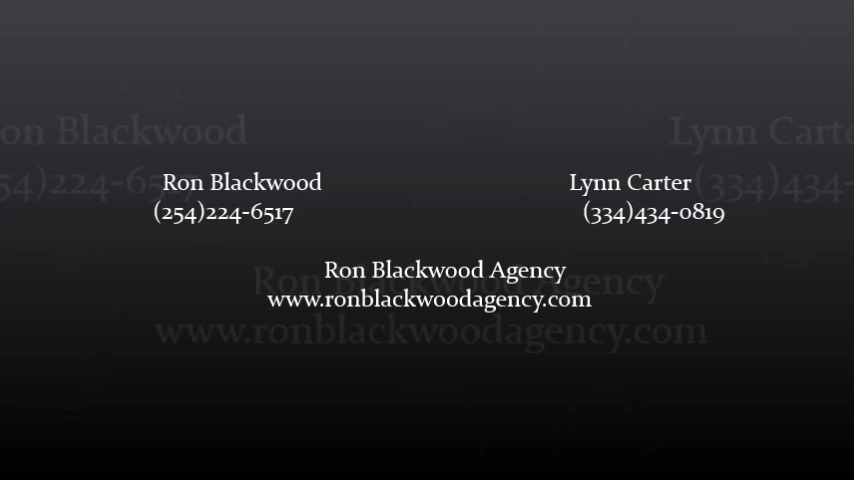 Ron Blackwood
(254)224-6517
Lynn Carter
(334)434-0819
Ron Blackwood Agency
www.ronblackwoodagency.com